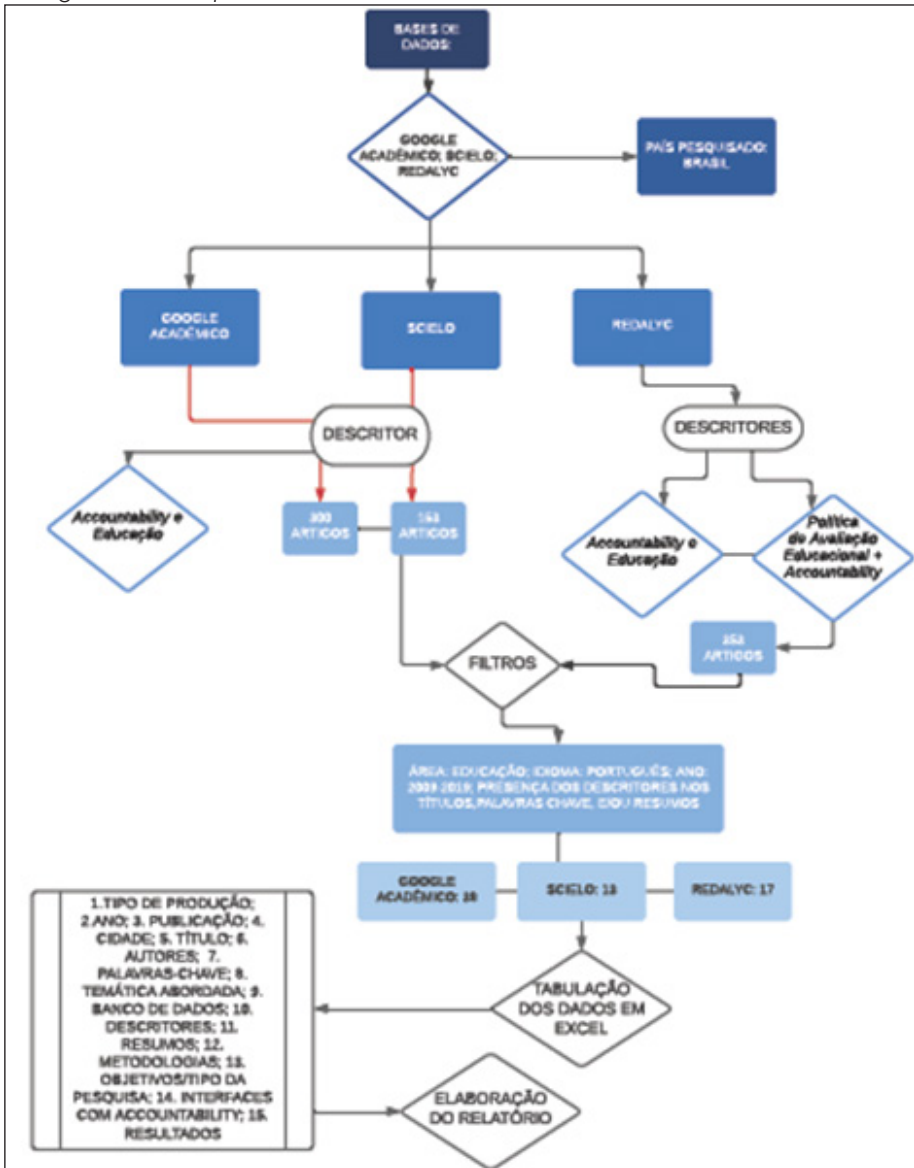 BASES DE
DADOS:
GOOGLE
ACADÊMICO; SCIELO;
REDALYC
PAÍS PESQUISADO:
BRASIL
GOOGLE
ACADÊMICO
SCIELO
REDALYC
DESCRITOR
DESCRITORES
Accountability e
Educação
ARTIGOS
ARTIGOS
Accountability e
Educação
Política
de Avaliação
Educacional +
Accountability
ARTIGOS
FILTROS
ÁREA: EDUCAÇÃO; IDIOMA: PORTUGUÊS; ANO:
2009-2019; PRESENÇA DOS DESCRITORES NOS
TÍTULOS,PALAVRAS CHAVE, E/OU RESUMOS
GOOGLE
ACADÊMICO:
SCIELO: 13
REDALYC: 17
1.TIPO DE PRODUÇÃO;
2.ANO; 3. PUBLICAÇÃO; 4.
CIDADE; 5. TÍTULO; 6.
AUTORES; 7.
PALAVRAS-CHAVE; 8.
TEMÁTICA ABORDADA; 9.
BANCO DE DADOS; 10.
DESCRITORES; 11.
RESUMOS; 12.
METODOLOGIAS; 13.
OBJETIVOS/TIPO DA
PESQUISA; 14. INTERFACES
COM ACCOUNTABILITY; 15.
RESULTADOS
TABULAÇÃO
DOS DADOS EM
EXCEL
ELABORAÇÃO
DO RELATÓRIO